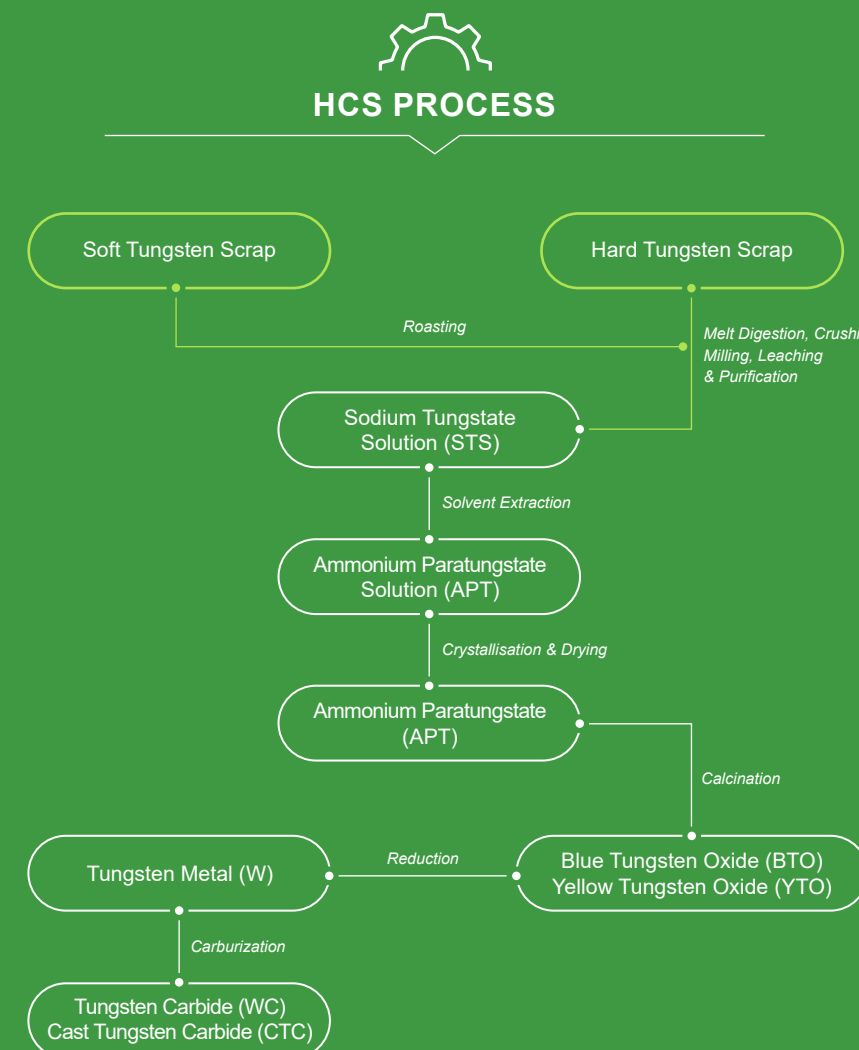 HCS PROCESS
Soft Tungsten Scrap
Hard Tungsten Scrap
Roasting
Melt Digestion,
Milling, Leaching
& Purification
Sodium Tungstate
Solution (STS)
Solvent Extraction
Ammonium Paratungstate
Solution (APT)
Crystallisation & Drying
Ammonium Paratungstate
(APT)
Calcination
Tungsten Metal (W)
Reduction
Blue Tungsten Oxide (BTO)
Yellow Tungsten Oxide (YTO)
Carburization
Tungsten Carbide (WC)
Cast Tungsten Carbide (CTC)